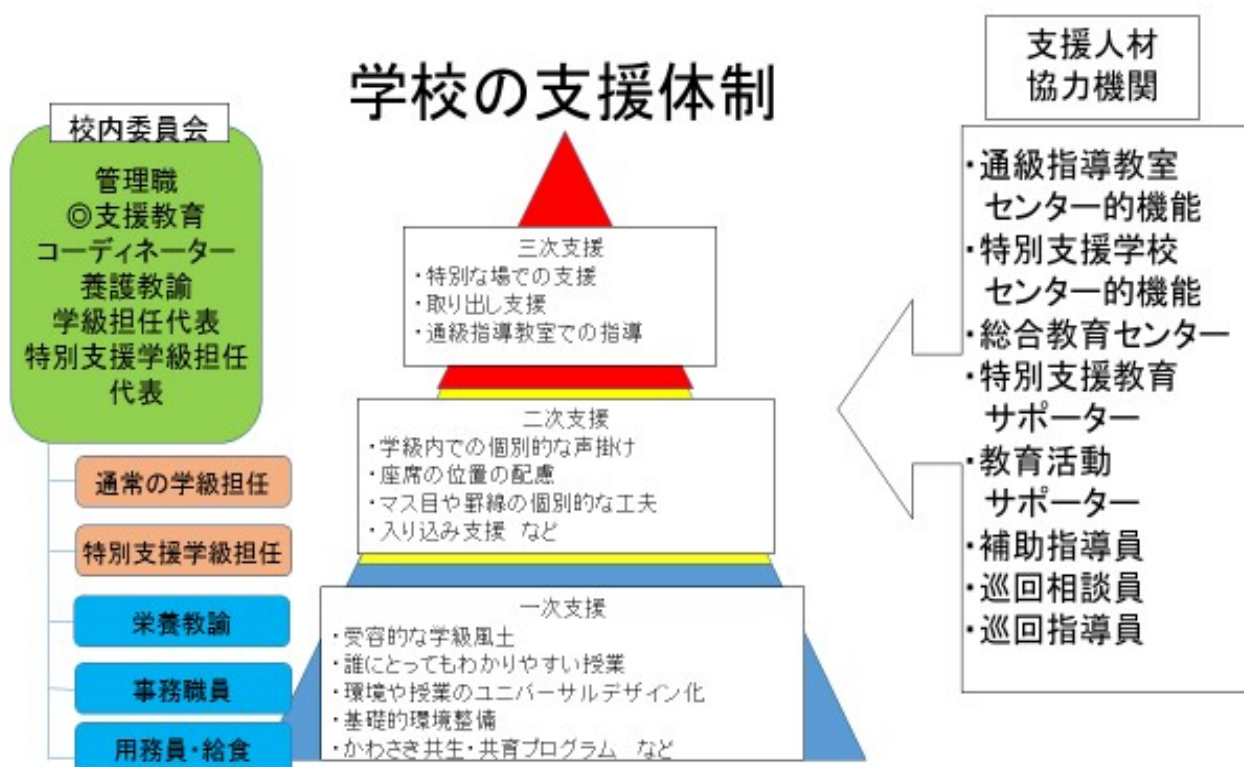 学校の支援体制
校内委員会
管理職
◎支援教育
コーディネーター
養護教諭
学級担任代表
特別支援学級担任
代表
通常の学級担任
特別支援学級担任
栄養教諭
事務職員
用務員・給食
三次支援
・特別な場での支援
・取り出し支援
・通級指導教室での指導
二次支援
・学級内での個別的な声掛け
・座席の位置の配慮
・マス目や罫線の個別的な工夫
・入り込み支援 など
一次支援
・受容的な学級風土
・誰にとってもわかりやすい授業
・環境や授業のユニバーサルデザイン化
・基礎的環境整備
・かわさき共生・共育プログラム など
支援人材
協力機関
・通級指導教室
センター的機能
・特別支援学校
センター的機能
・総合教育センター
・特別支援教育
サポーター
・教育活動
サポーター
・補助指導員
・巡回相談員
・巡回指導員